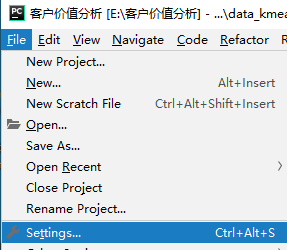 PC 客户价值分析 [E:\客户价值分析] - ...\data_kmea
File Edit View Navigate Code Refact
New Project...
New... Alt+Insert
New Scratch File Ctrl+Alt+Shift+Insert
Open...
Save As...
Open Recent
Close Project
Rename Project...
Settings... Ctrl+Alt+S